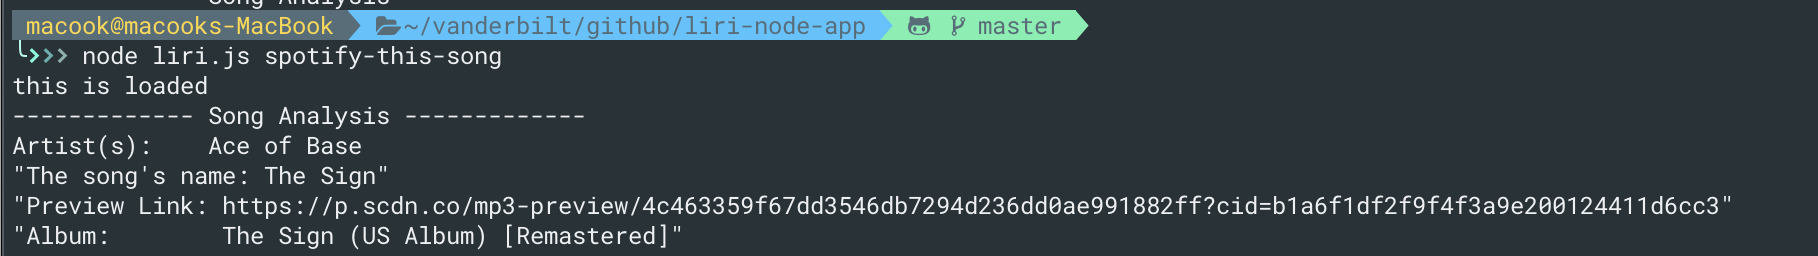 Song Analysis
macook@macooks-MacBook ~/vanderbilt/github/liri-node-app master
node liri.js spotify-this-song
this is loaded
------------- Song Analysis -------------
Artist(s):    Ace of Base
"The song's name: The Sign"
"Preview Link: https://p.scdn.co/mp3-preview/4c463359f67dd3546db7294d236dd0ae991882ff?cid=b1a6f1df2f9f4f3a9e200124411d6cc3"
"Album:        The Sign (US Album) [Remastered]"